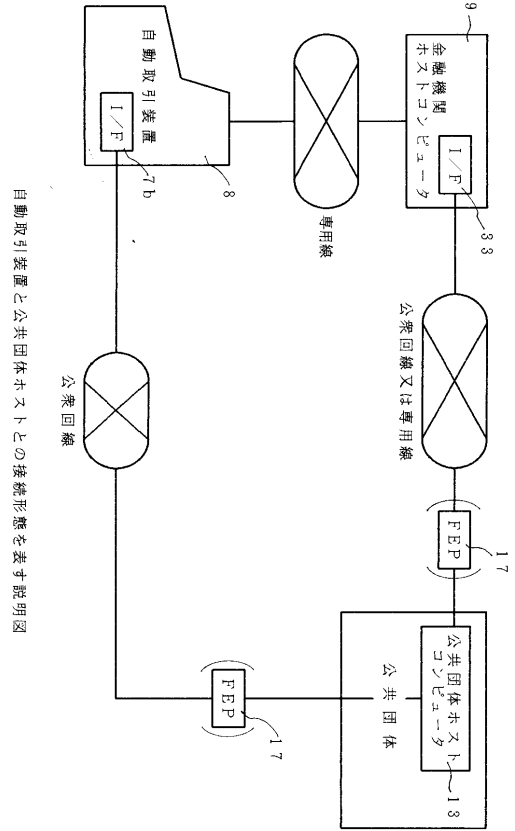 9
金融機関
ホストコンピュータ
I/F
33
公衆回線又は専用線
FEP
17
公共団体ホスト
コンピュータ
13
公共団体
専用線
自動取引装置
I/F
8
7b
公衆回線
FEP
17
自動取引装置と公共団体ホストとの接続形態を表す説明図